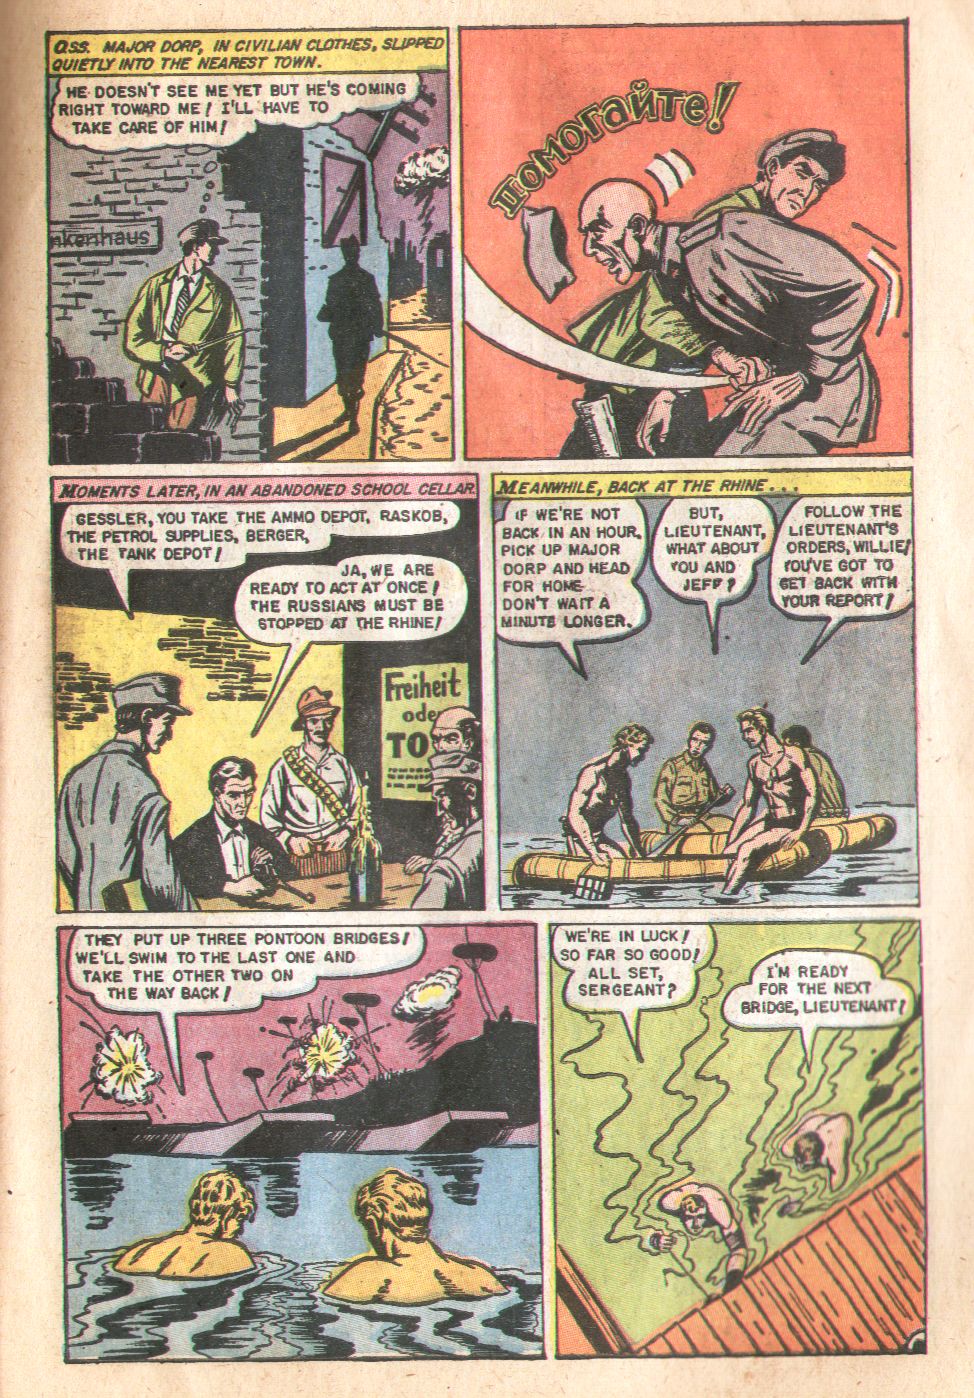 O.S.S. MAJOR DORP, IN CIVILIAN CLOTHES, SLIPPED
QUIETLY INTO THE NEAREST TOWN.
HE DOESN'T SEE ME YET BUT HE'S COMING
RIGHT TOWARD ME! I'LL HAVE TO
TAKE CARE OF HIM!
nkenhaus
ПОМОГАЙТЕ!
MOMENTS LATER, IN AN ABANDONED SCHOOL CELLAR
GESSLER, YOU TAKE THE AMMO DEPOT, RASKOB,
THE PETROL SUPPLIES, BERGER,
THE TANK DEPOT!
JA, WE ARE
READY TO ACT AT ONCE!
THE RUSSIANS MUST BE
STOPPED AT THE RHINE!
Freiheit
ode
TO
MEANWHILE, BACK AT THE RHINE...
IF WE'RE NOT
BACK IN AN HOUR,
PICK UP MAJOR
DORP AND HEAD
FOR HOME-
DON'T WAIT A
MINUTE LONGER.
BUT,
LIEUTENANT,
WHAT ABOUT
YOU AND
JEFF?
FOLLOW THE
LIEUTENANT'S
ORDERS, WILLIE!
YOU'VE GOT TO
GET BACK WITH
YOUR REPORT!
THEY PUT UP THREE PONTOON BRIDGES!
WE'LL SWIM TO THE LAST ONE AND
TAKE THE OTHER TWO ON
THE WAY BACK!
WE'RE IN LUCK!
SO FAR SO GOOD!
ALL SET,
SERGEANT?
I'M READY
FOR THE NEXT
BRIDGE, LIEUTENANT!